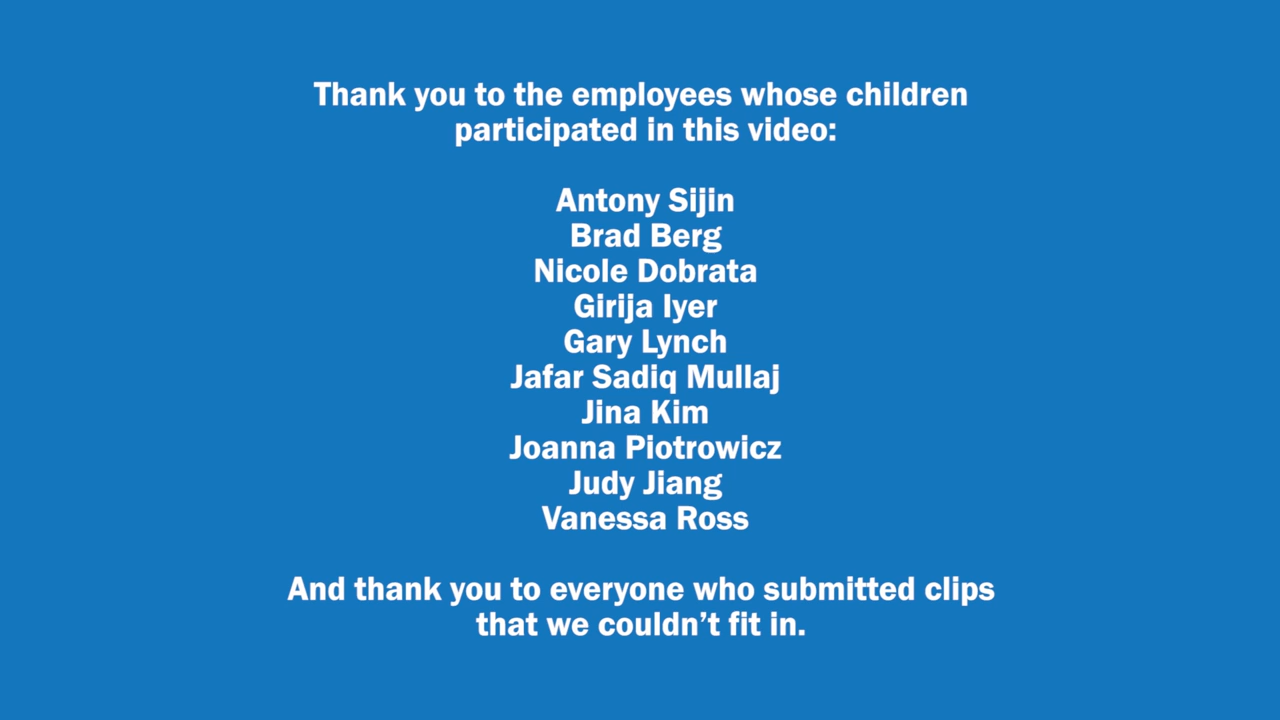 Thank you to the employees whose children
participated in this video:
Antony Sijin
Brad Berg
Nicole Dobrata
Girija Iyer
Gary Lynch
Jafar Sadiq Mullaj
Jina Kim
Joanna Piotrowicz
Judy Jiang
Vanessa Ross
And thank you to everyone who submitted clips
that we couldn’t fit in.